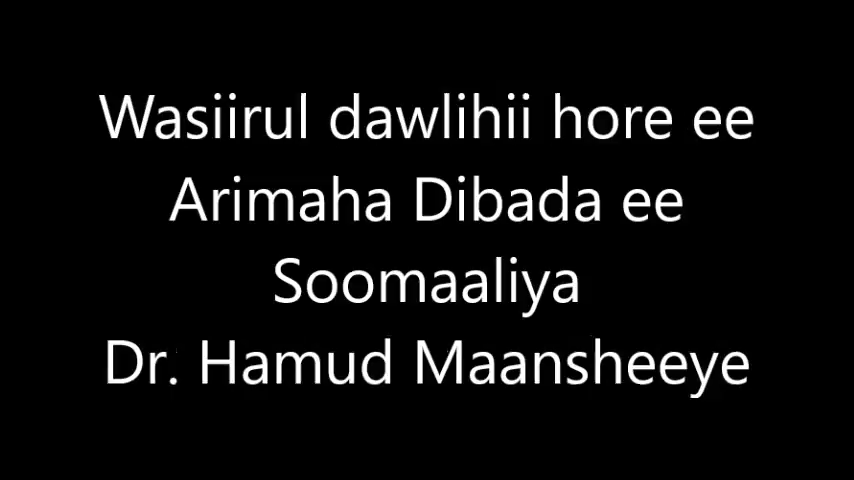 Wasiirul dawlihii hore ee
Arimaha Dibada ee
Soomaaliya
Dr. Hamud Maansheeye